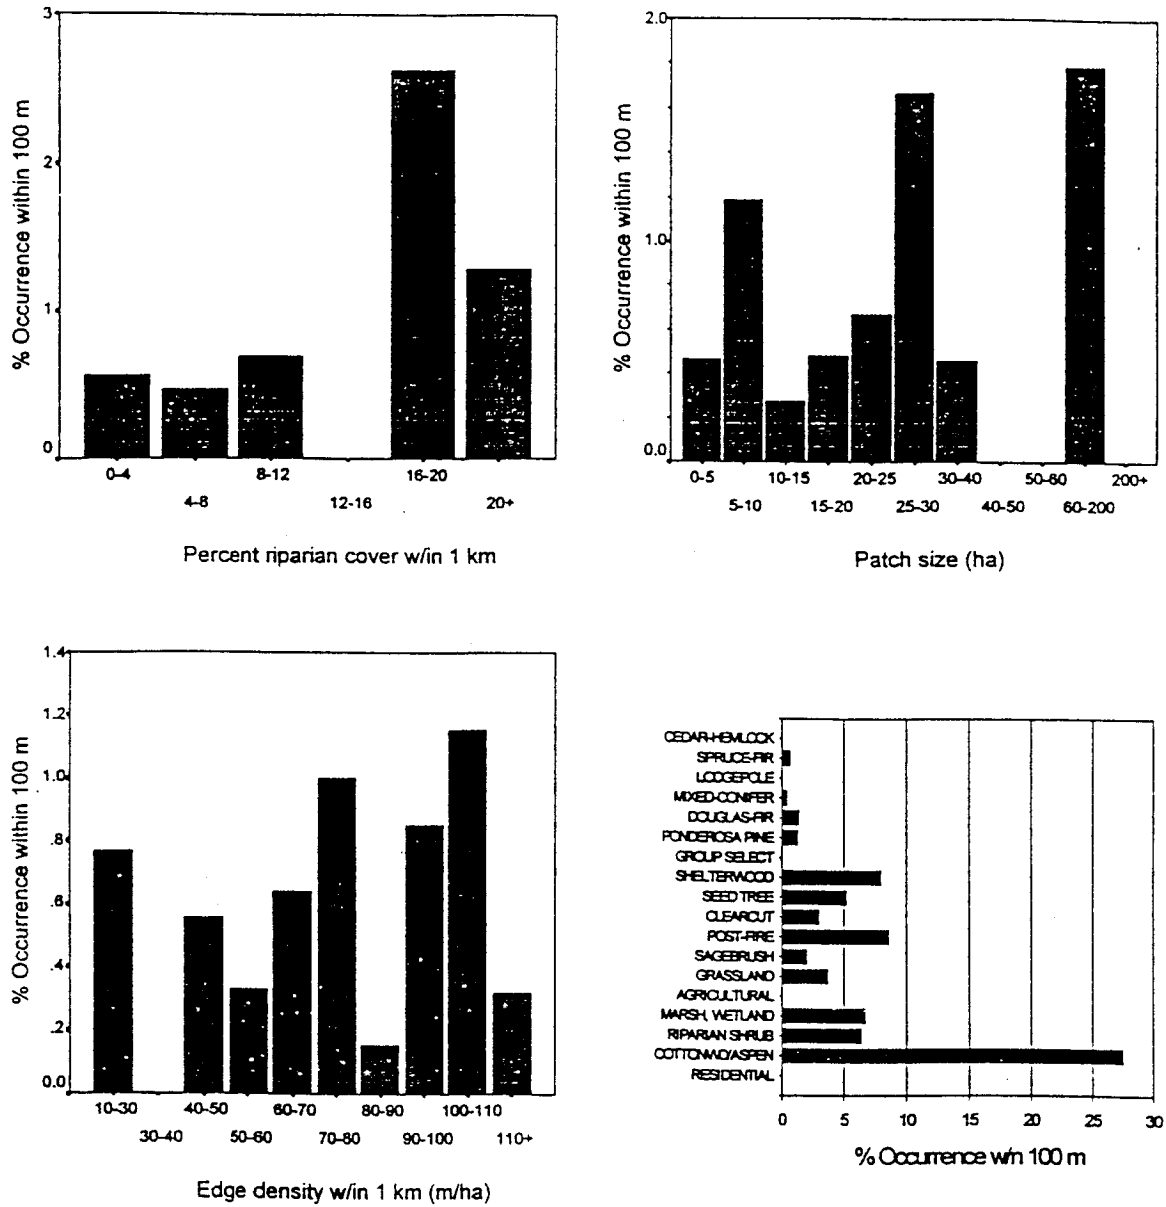 3
2
1
0
% Occurrence within 100 m
0-4
8-12
16-20
4-8
12-16
20+
Percent riparian cover w/in 1 km
2.0
1.0
0.0
% Occurrence within 100 m
0-5
10-15
20-25
30-40
50-60
200+
5-10
15-20
25-30
40-50
60-200
Patch size (ha)
1.4
1.2
1.0
.8
.6
.4
.2
0.0
% Occurrence within 100 m
10-30
40-50
60-70
80-90
100-110
30-40
50-60
70-80
90-100
110+
Edge density w/in 1 km (m/ha)
CEDAR-HEMLOCK
SPRUCE-FIR
LODGEPOLE
MIXED-CONIFER
DOUGLAS-FIR
PONDEROSA PINE
GROUP SELECT
SHELTERWOOD
SEED TREE
CLEARCUT
POST-FIRE
SAGEBRUSH
GRASSLAND
AGRICULTURAL
MARSH, WETLAND
RIPARIAN SHRUB
COTTONWD/ASPEN
RESIDENTIAL
0 5 10 15 20 25 30
% Occurrence w/n 100 m